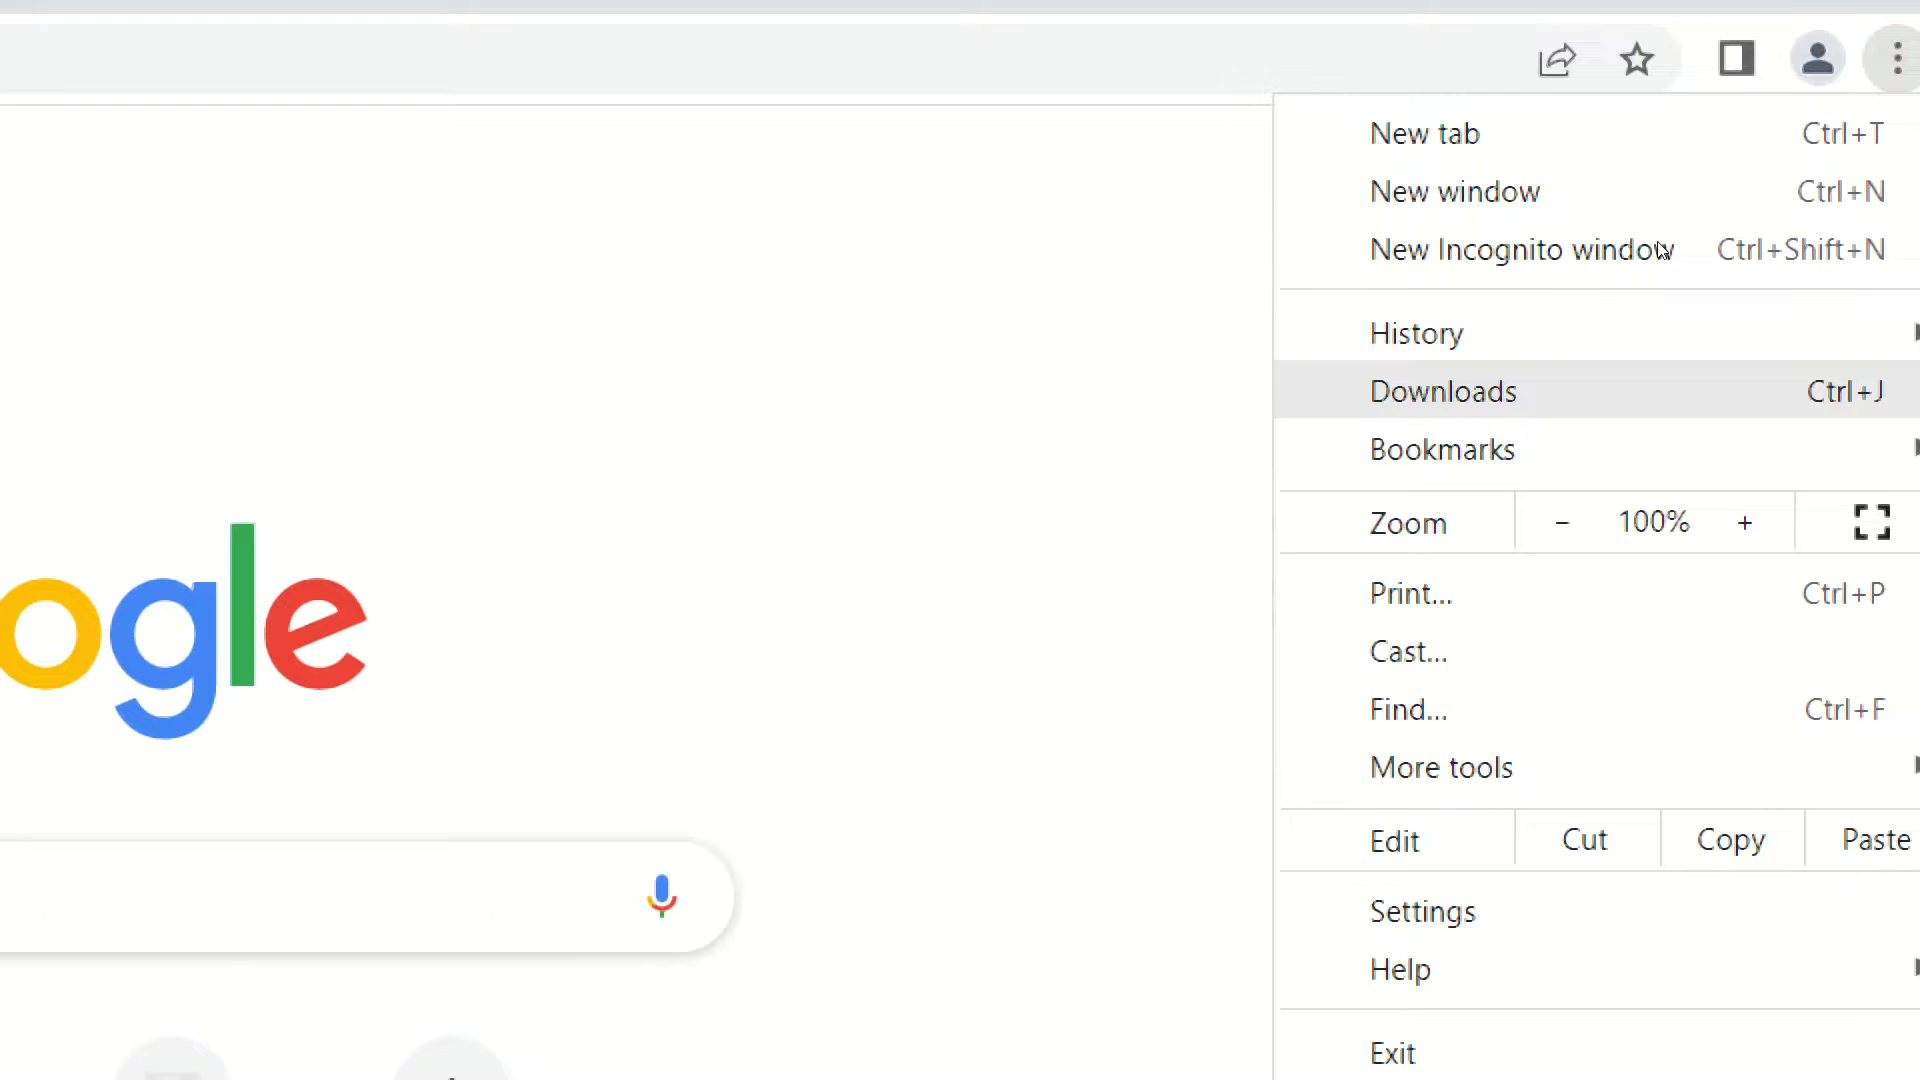 New tab Ctrl+T
New window Ctrl+N
New Incognito window Ctrl+Shift+N
History
Downloads Ctrl+J
Bookmarks
Zoom - 100% +
Print... Ctrl+P
Cast...
Find... Ctrl+F
More tools
Edit Cut Copy Paste
Settings
Help
Exit
ogle